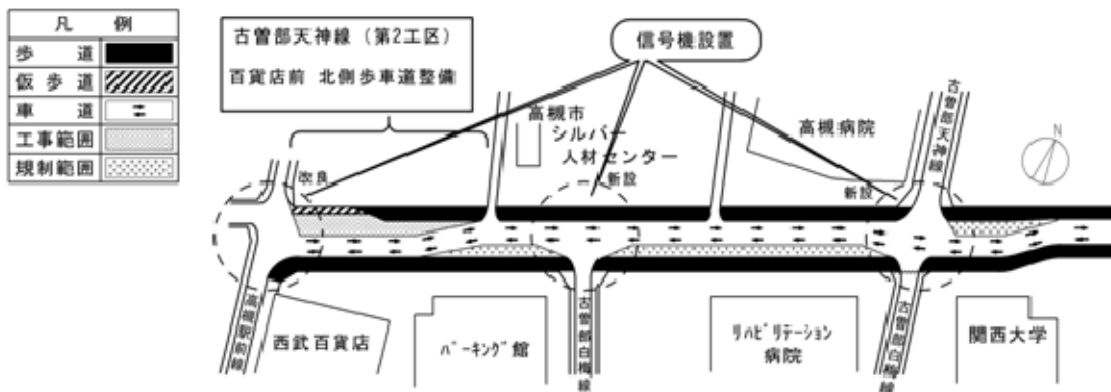 凡 例
歩 道
仮 歩 道
車 道
工事範囲
規制範囲
古曽部天神線（第2工区）
百貨店前 北側歩車道整備
信号機設置
高槻市
シルバー
人材センター
高槻病院
古曽部天神線
N
改良
新設
新設
高槻駅前線
西武百貨店
ﾊﾟｰｷﾝｸﾞ館
古曽部白梅線
ﾘﾊﾋﾞﾘﾃｰｼｮﾝ
病院
古曽部白梅線
関西大学